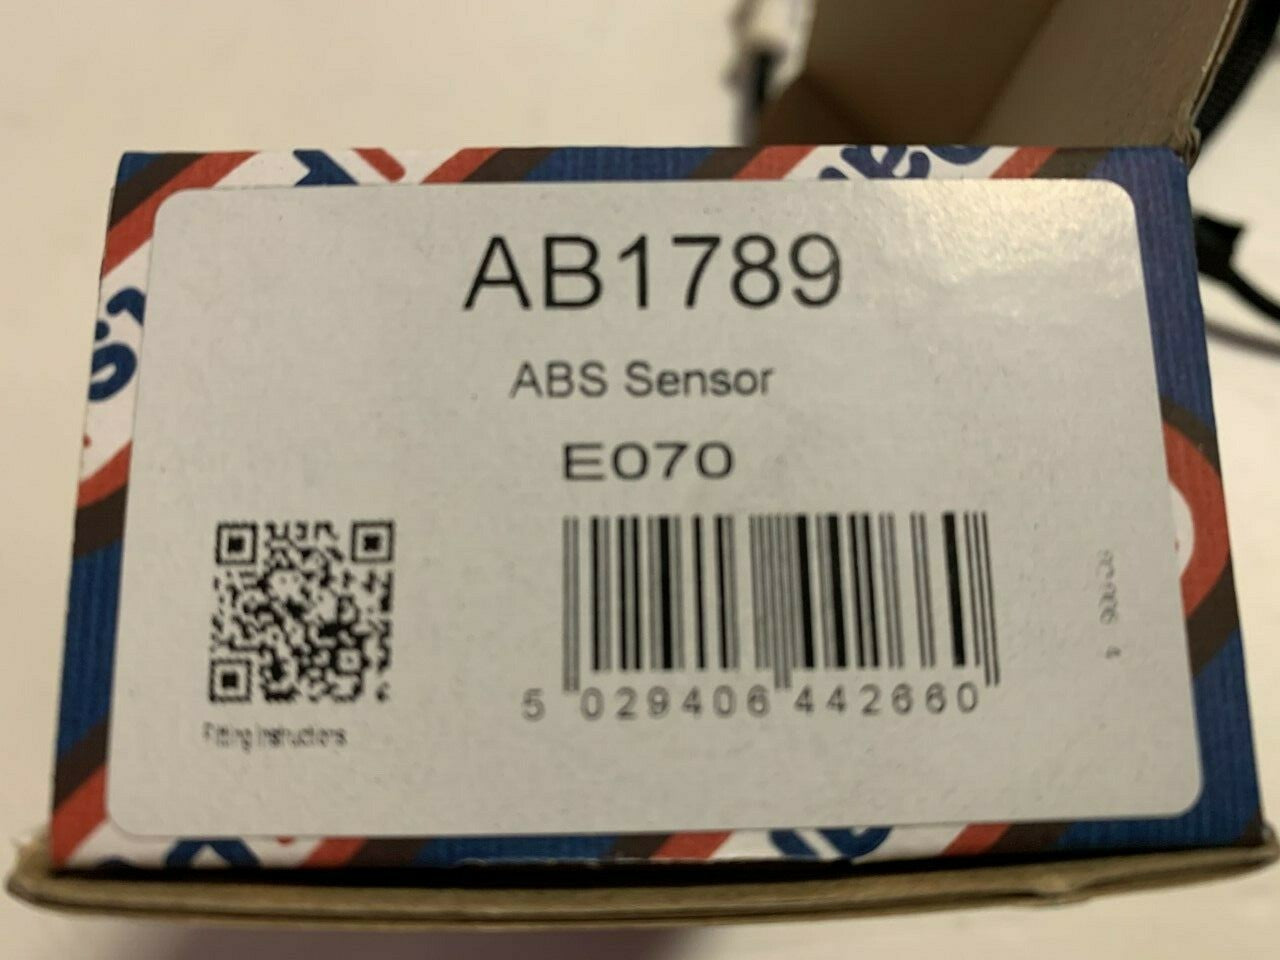 AB1789
ABS Sensor
E070
5 029406 442660
Fitting Instructions